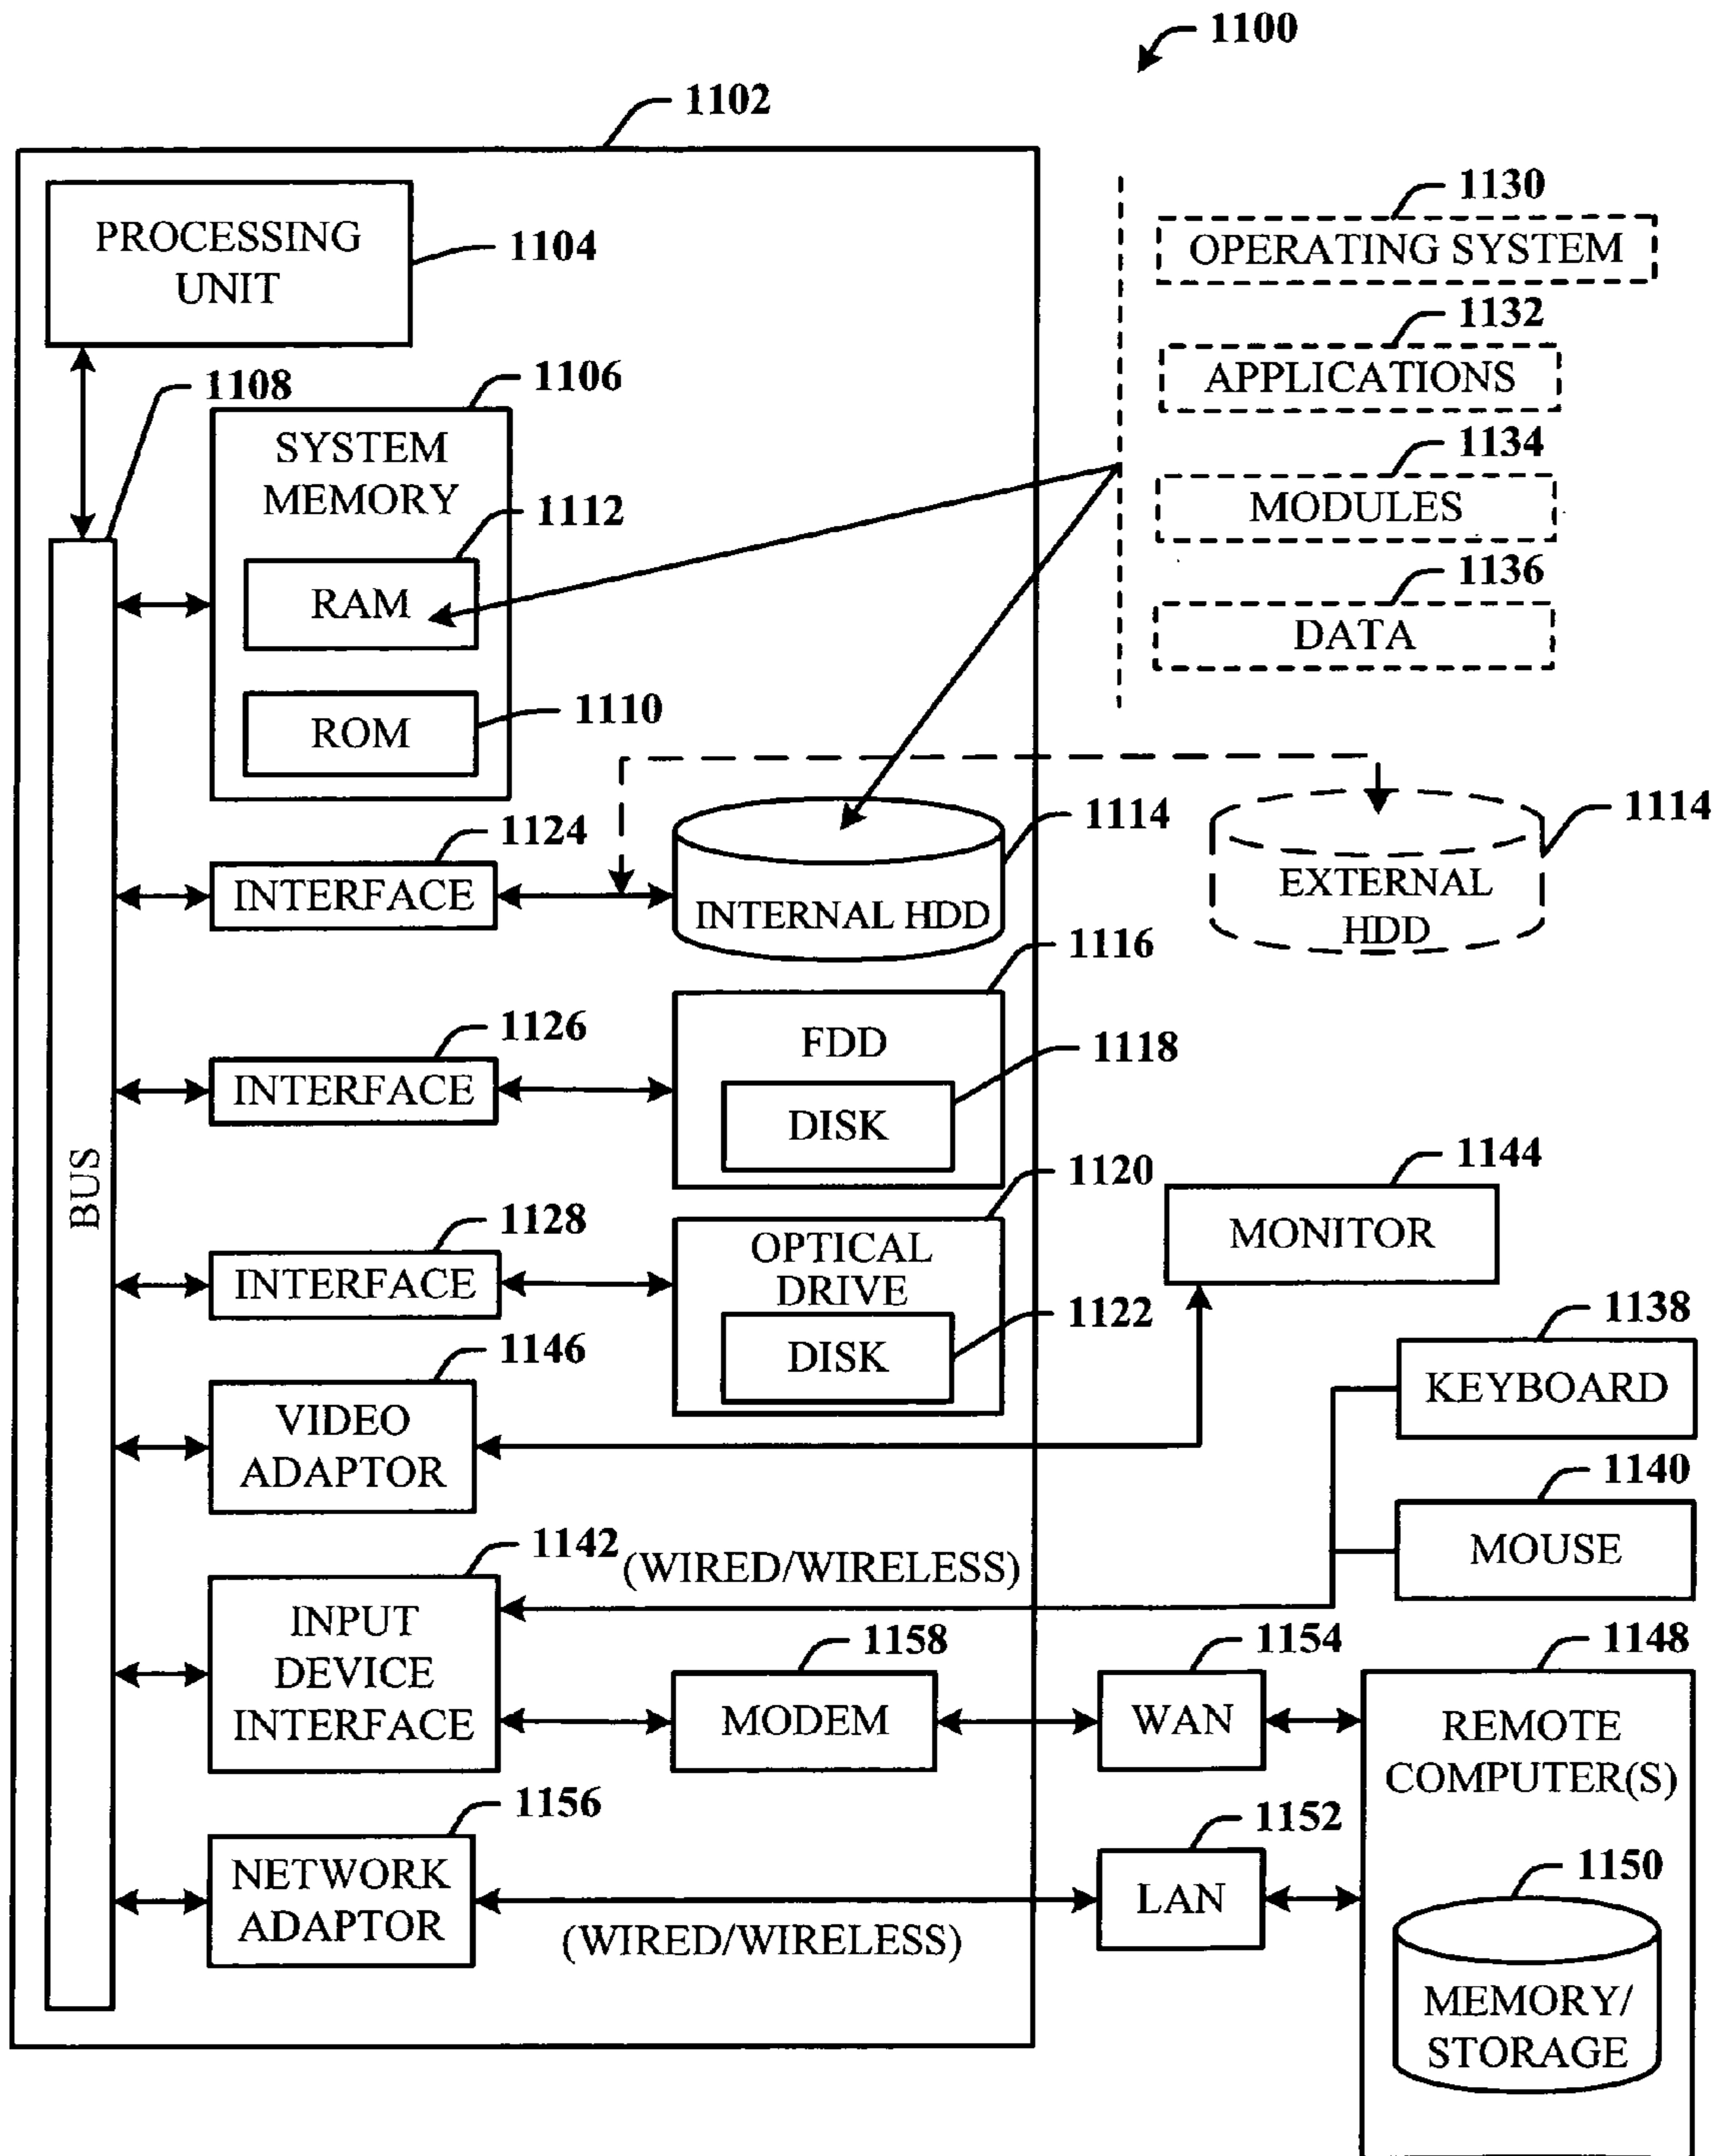 1100
1102
PROCESSING
UNIT
1104
1130
OPERATING SYSTEM
1132
APPLICATIONS
1134
MODULES
1136
DATA
1108
1106
SYSTEM
MEMORY
1112
RAM
1110
ROM
1124
INTERFACE
1114
INTERNAL HDD
1114
EXTERNAL
HDD
1126
INTERFACE
1116
FDD
1118
DISK
BUS
1128
INTERFACE
1120
OPTICAL
DRIVE
1122
DISK
1144
MONITOR
1146
VIDEO
ADAPTOR
1138
KEYBOARD
1140
MOUSE
1142
(WIRED/WIRELESS)
INPUT
DEVICE
INTERFACE
1158
MODEM
1154
WAN
1148
REMOTE
COMPUTER(S)
1156
NETWORK
ADAPTOR
(WIRED/WIRELESS)
1152
LAN
1150
MEMORY/
STORAGE